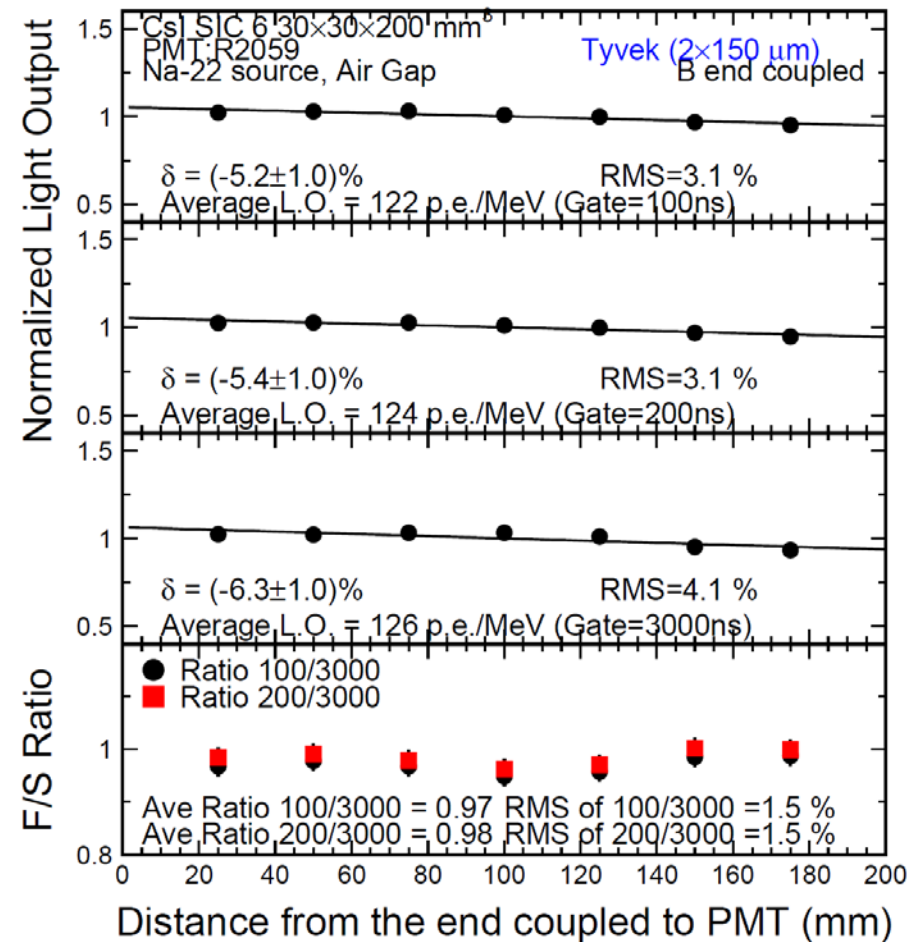 Normalized Light Output
F/S Ratio
1.5
1
0.5
CsI SIC 6 30×30×200 mm³
PMT;R2059
Na-22 source, Air Gap
Tyvek (2×150 μm)
B end coupled
δ = (-5.2±1.0)%
RMS=3.1 %
Average L.O. = 122 p.e./MeV (Gate=100ns)
1.5
1
0.5
δ = (-5.4±1.0)%
RMS=3.1 %
Average L.O. = 124 p.e./MeV (Gate=200ns)
1.5
1
0.5
δ = (-6.3±1.0)%
RMS=4.1 %
Average L.O. = 126 p.e./MeV (Gate=3000ns)
Ratio 100/3000
Ratio 200/3000
1
0.8
Ave Ratio 100/3000 = 0.97 RMS of 100/3000 =1.5 %
Ave Ratio 200/3000 = 0.98 RMS of 200/3000 =1.5 %
0 20 40 60 80 100 120 140 160 180 200
Distance from the end coupled to PMT (mm)